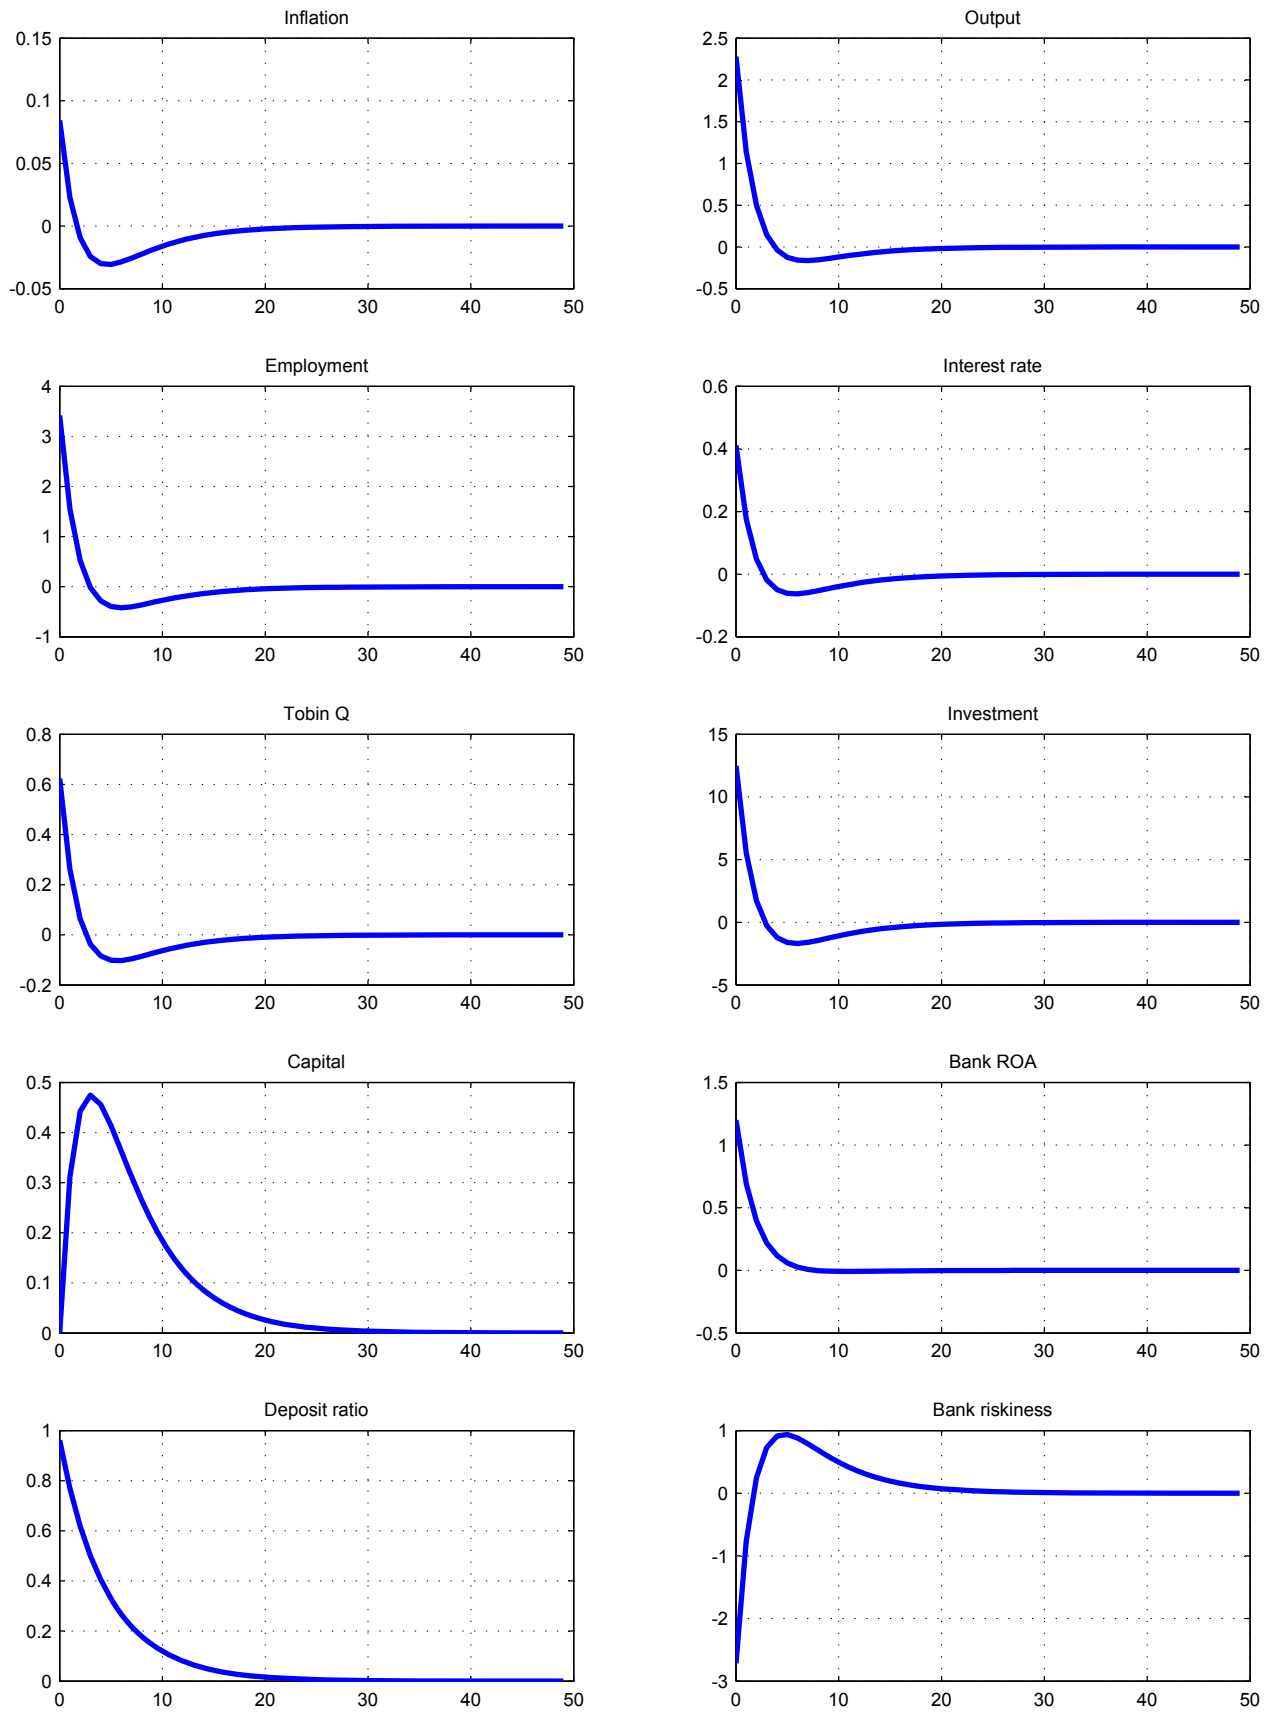 Inflation
0.15
0.1
0.05
0
-0.05
0 10 20 30 40 50
Output
2.5
2
1.5
1
0.5
0
-0.5
0 10 20 30 40 50
Employment
4
3
2
1
0
-1
0 10 20 30 40 50
Interest rate
0.6
0.4
0.2
0
-0.2
0 10 20 30 40 50
Tobin Q
0.8
0.6
0.4
0.2
0
-0.2
0 10 20 30 40 50
Investment
15
10
5
0
-5
0 10 20 30 40 50
Capital
0.5
0.4
0.3
0.2
0.1
0
0 10 20 30 40 50
Bank ROA
1.5
1
0.5
0
-0.5
0 10 20 30 40 50
Deposit ratio
1
0.8
0.6
0.4
0.2
0
0 10 20 30 40 50
Bank riskiness
1
0
-1
-2
-3
0 10 20 30 40 50